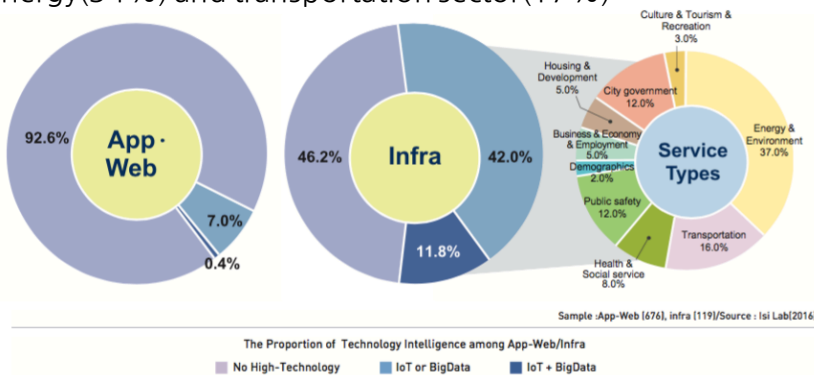 and transportation sector
92.6%
App·
Web
7.0%
0.4%
46.2%
Infra
42.0%
11.8%
Culture & Tourism &
Recreation
3.0%
Housing &
Development
5.0%
City government
12.0%
Business & Economy
& Employment
5.0%
Demographics
2.0%
Public safety
12.0%
Health &
Social service
8.0%
Service
Types
Energy &
Environment
37.0%
Transportation
16.0%
Sample :App-Web [676], infra [119]/Source : Isi Lab[2016
The Proportion of Technology Intelligence among App-Web/Infra
No High-Technology
IoT or BigData
IoT + BigData